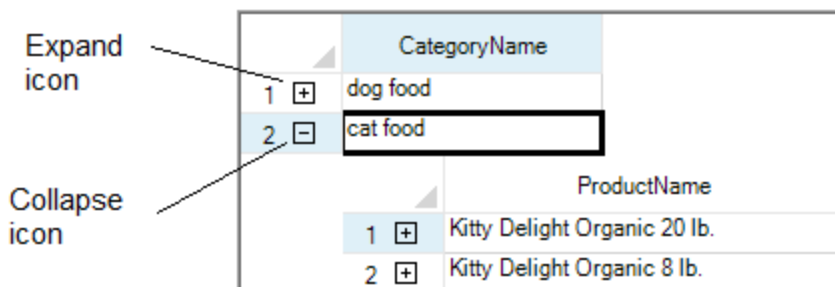 Expand
icon
CategoryName
1 dog food
2 cat food
Collapse
icon
ProductName
1 Kitty Delight Organic 20 lb.
2 Kitty Delight Organic 8 lb.